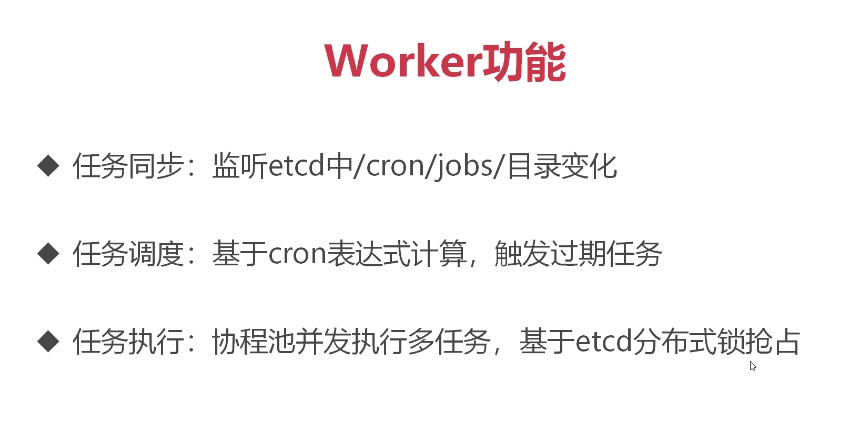 Worker功能
◆ 任务同步：监听etcd中/cron/jobs/目录变化
◆ 任务调度：基于cron表达式计算，触发过期任务
◆ 任务执行：协程池并发执行多任务，基于etcd分布式锁抢占